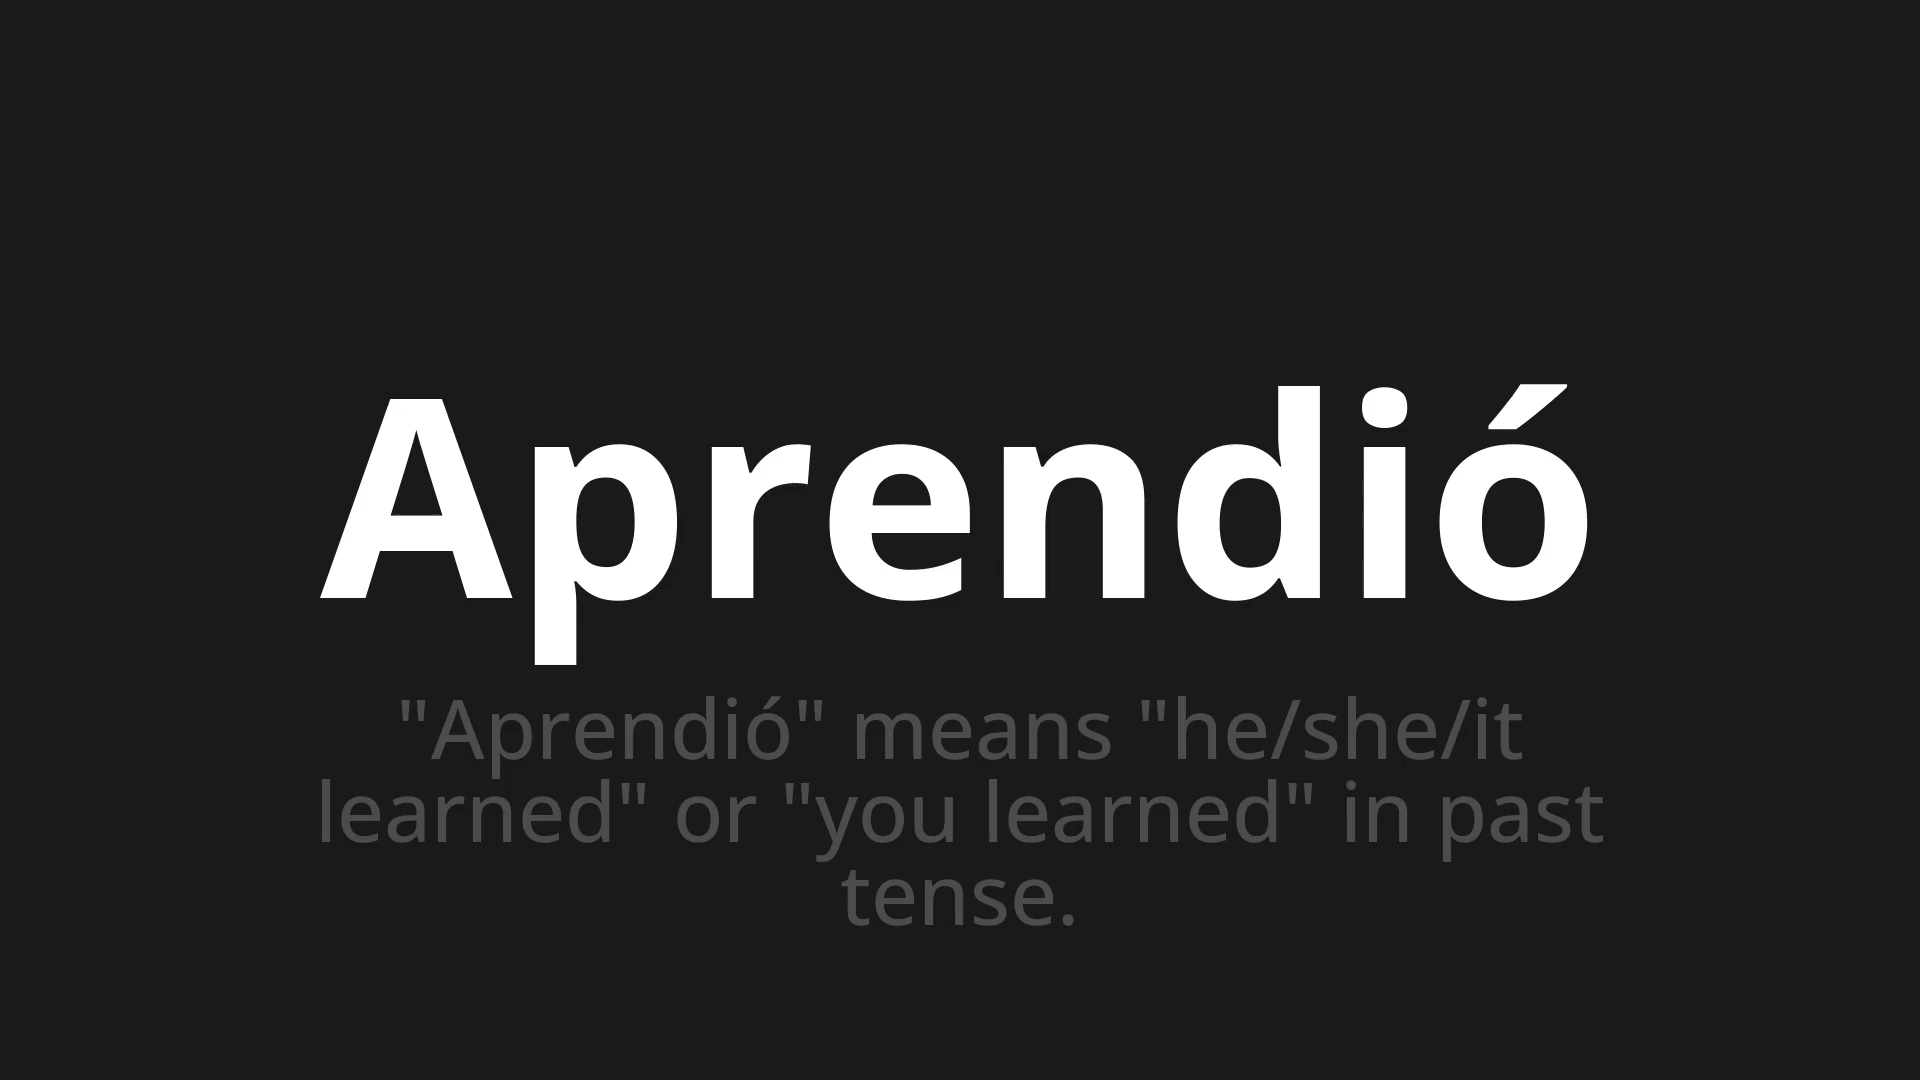 Aprendió
"Aprendió" means "he/she/it
learned" or "you learned" in past
tense.